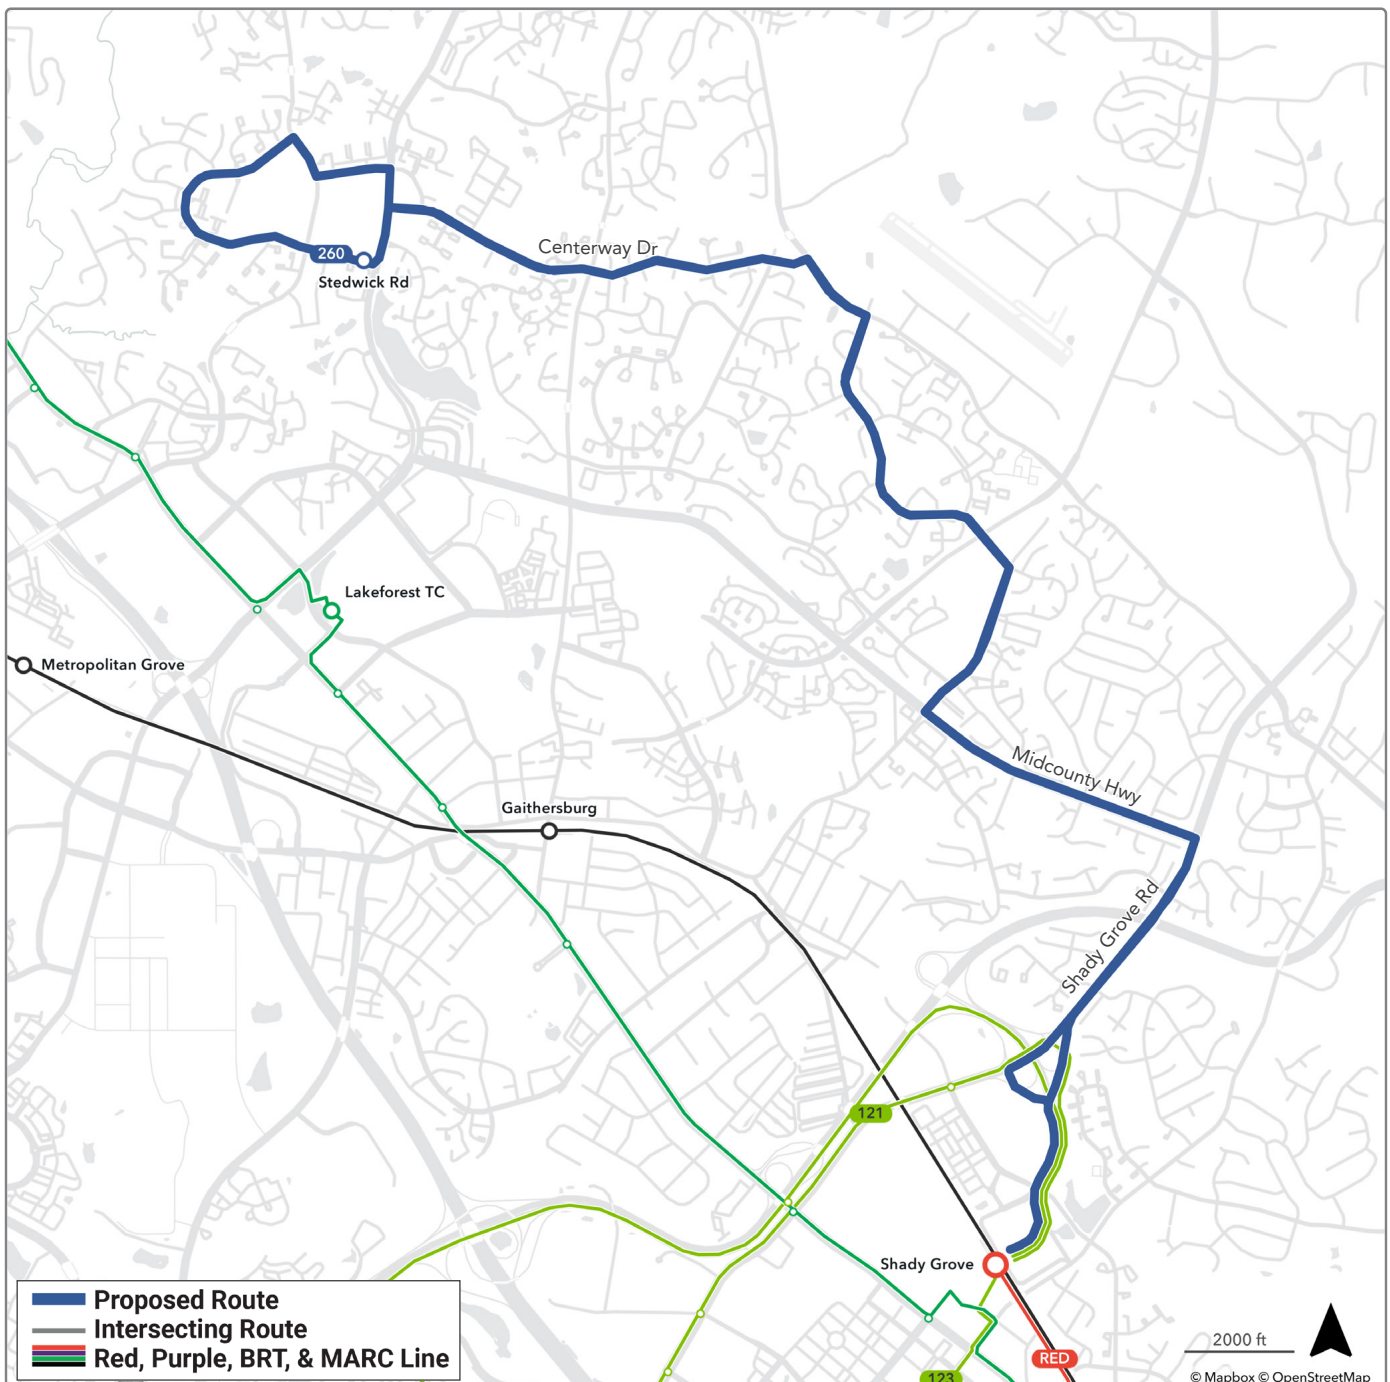 Centerway Dr
260
Stedwick Rd
Lakeforest TC
Metropolitan Grove
Midcounty Hwy
Gaithersburg
Shady Grove Rd
121
Shady Grove
Proposed Route
Intersecting Route
Red, Purple, BRT, & MARC Line
2000 ft
RED
123
© Mapbox © OpenStreetMap